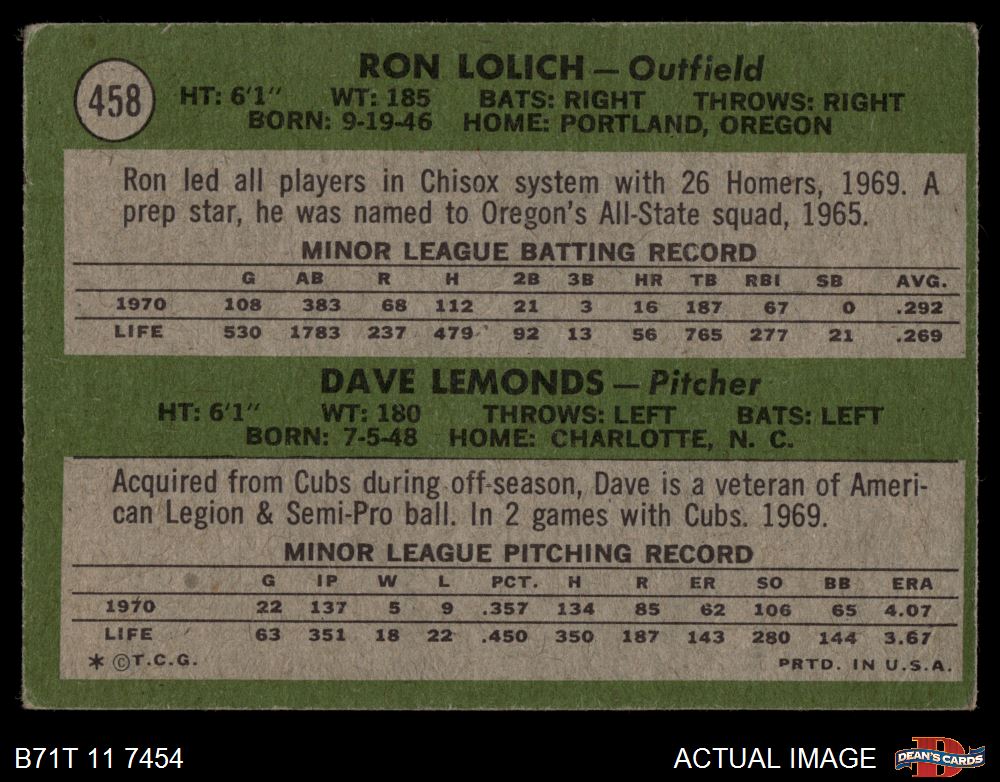 458
RON LOLICH — Outfield
HT: 6'1" WT: 185 BATS: RIGHT THROWS: RIGHT
BORN: 9-19-46 HOME: PORTLAND, OREGON
Ron led all players in Chisox system with 26 Homers, 1969. A
prep star, he was named to Oregon's All-State squad, 1965.
MINOR LEAGUE BATTING RECORD
G AB R H 2B 3B HR TB RBI SB AVG.
1970 108 383 68 112 21 3 16 187 67 0 .292
LIFE 530 1783 237 479 92 13 56 765 277 21 .269
DAVE LEMONDS — Pitcher
HT: 6'1" WT: 180 THROWS: LEFT BATS: LEFT
BORN: 7-5-48 HOME: CHARLOTTE, N. C.
Acquired from Cubs during off-season, Dave is a veteran of Ameri-
can Legion & Semi-Pro ball. In 2 games with Cubs. 1969.
MINOR LEAGUE PITCHING RECORD
G IP W L PCT. H R ER SO BB ERA
1970 22 137 5 9 .357 134 85 62 106 65 4.07
LIFE 63 351 18 22 .450 350 187 143 280 144 3.67
* ©T.C.G. PRTD. IN U.S.A.
B71T 11 7454 ACTUAL IMAGE D DEAN'S CARDS